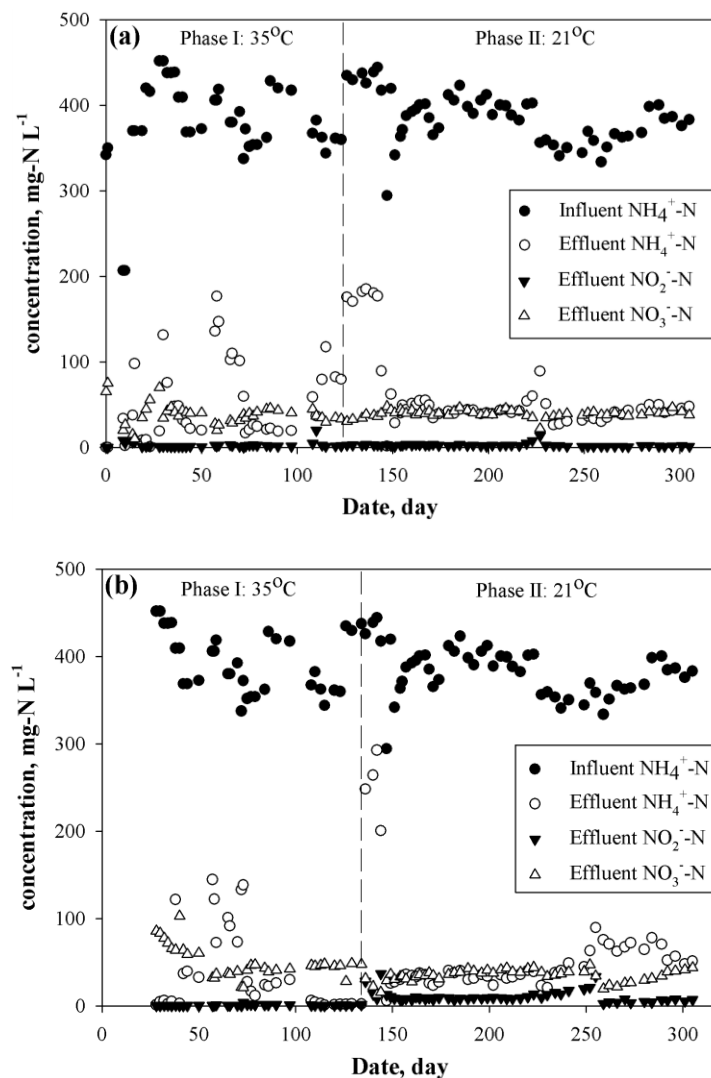 (a)
Phase I: 35°C
Phase II: 21°C
concentration, mg-N L⁻¹
500
400
300
200
100
0
Influent NH₄⁺-N
Effluent NH₄⁺-N
Effluent NO₂⁻-N
Effluent NO₃⁻-N
0 50 100 150 200 250 300
Date, day
(b)
Phase I: 35°C
Phase II: 21°C
concentration, mg-N L⁻¹
500
400
300
200
100
0
Influent NH₄⁺-N
Effluent NH₄⁺-N
Effluent NO₂⁻-N
Effluent NO₃⁻-N
0 50 100 150 200 250 300
Date, day